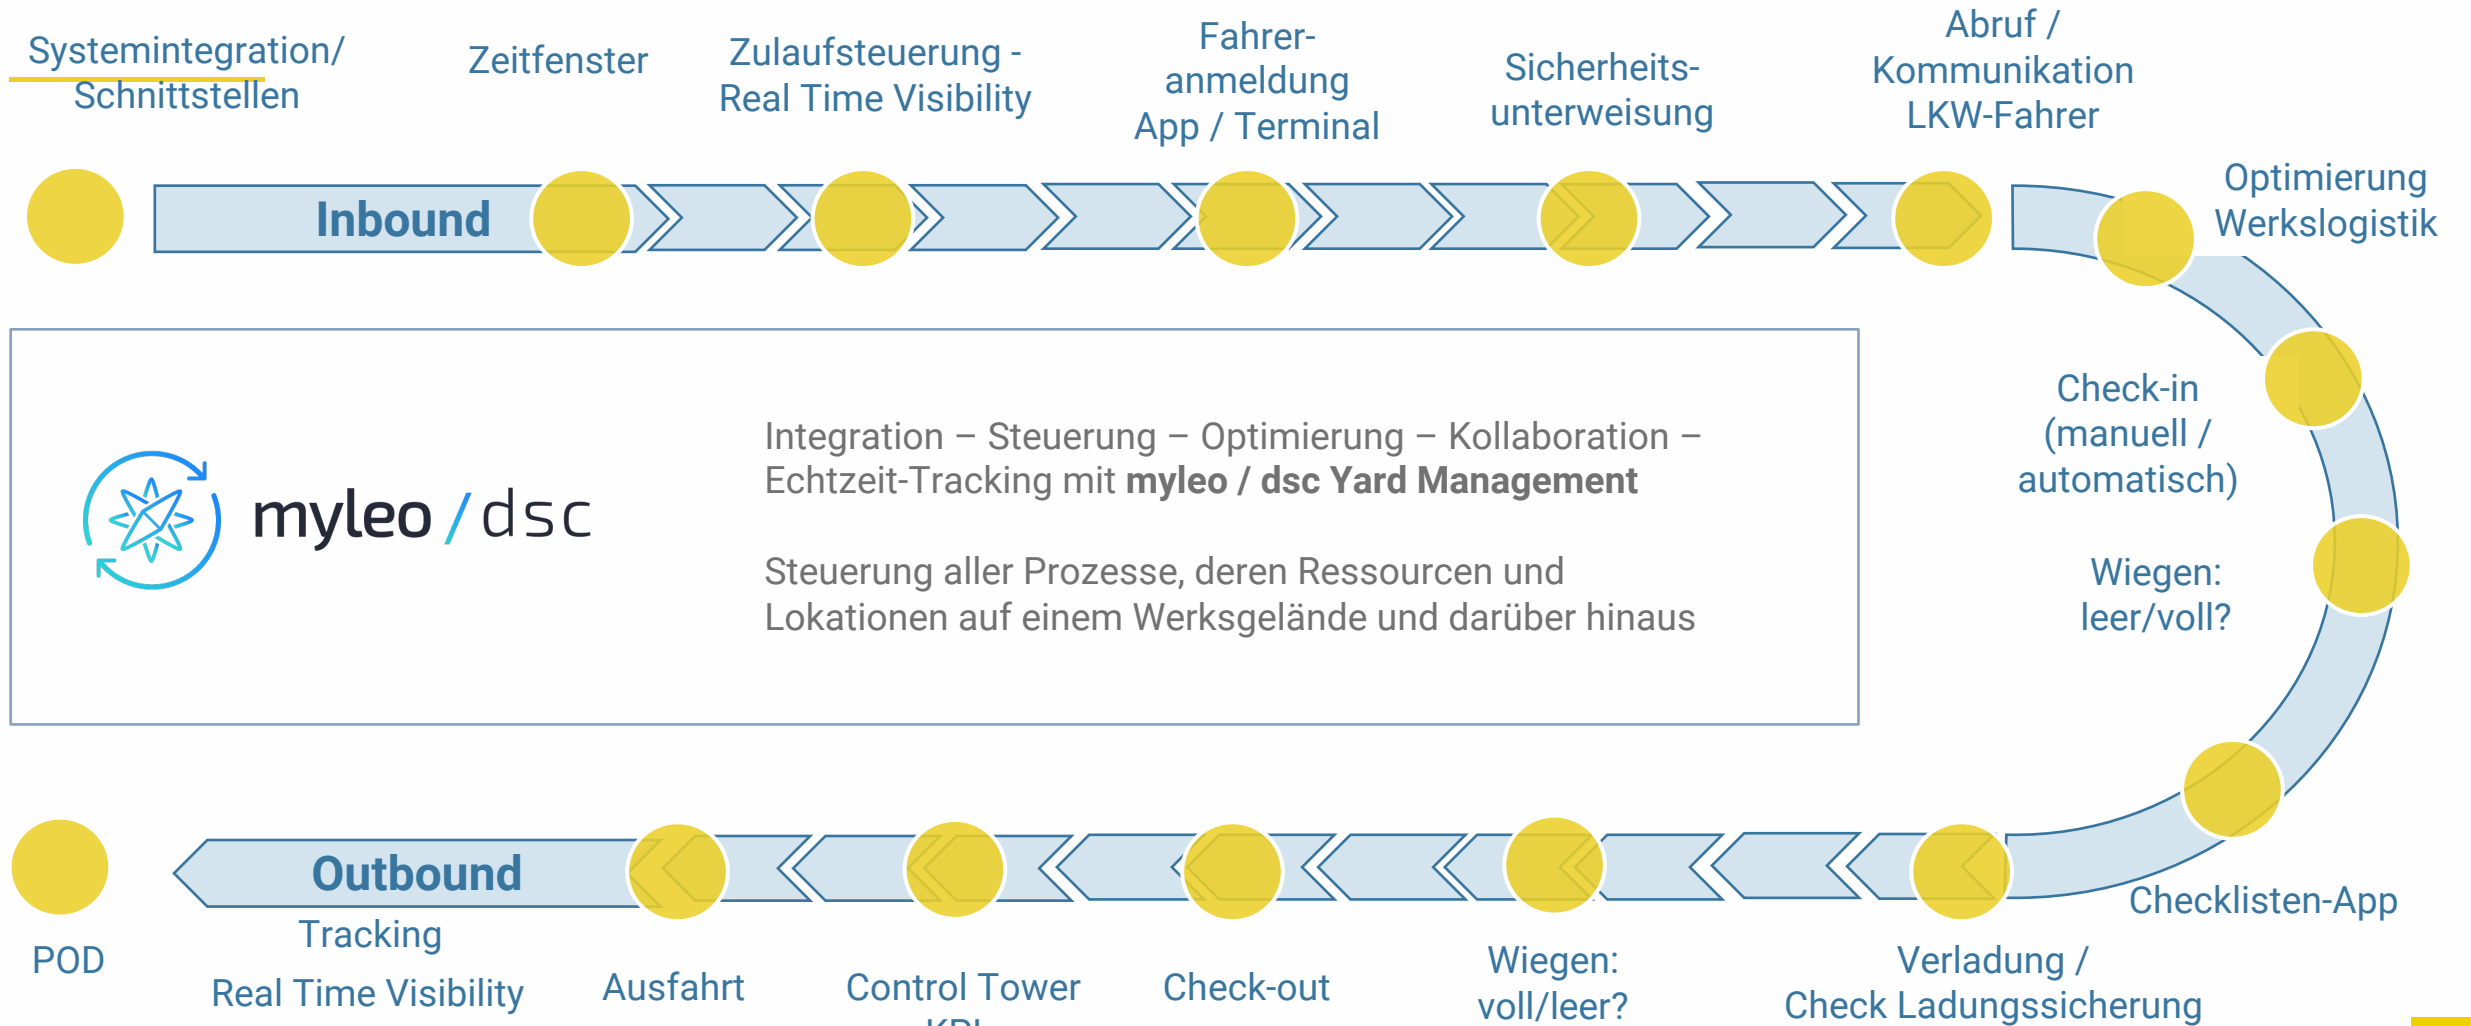 Systemintegration/
Schnittstellen
Zeitfenster
Zulaufsteuerung -
Real Time Visibility
Fahrer-
anmeldung
App / Terminal
Sicherheits-
unterweisung
Abruf /
Kommunikation
LKW-Fahrer
Optimierung
Werkslogistik
Inbound
Check-in
(manuell /
automatisch)
Wiegen:
leer/voll?
myleo / dsc
Integration – Steuerung – Optimierung – Kollaboration –
Echtzeit-Tracking mit myleo / dsc Yard Management
Steuerung aller Prozesse, deren Ressourcen und
Lokationen auf einem Werksgelände und darüber hinaus
Checklisten-App
Verladung /
Check Ladungssicherung
Wiegen:
voll/leer?
Check-out
Control Tower
Ausfahrt
Outbound
Tracking
Real Time Visibility
POD